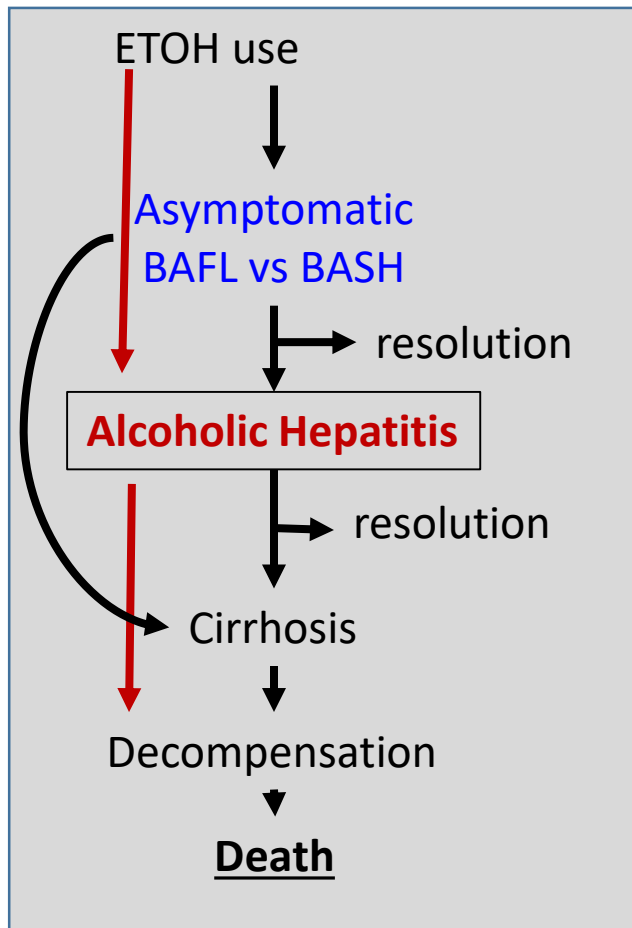 ETOH use
Asymptomatic
BAFL vs BASH
resolution
Alcoholic Hepatitis
resolution
Cirrhosis
Decompensation
Death